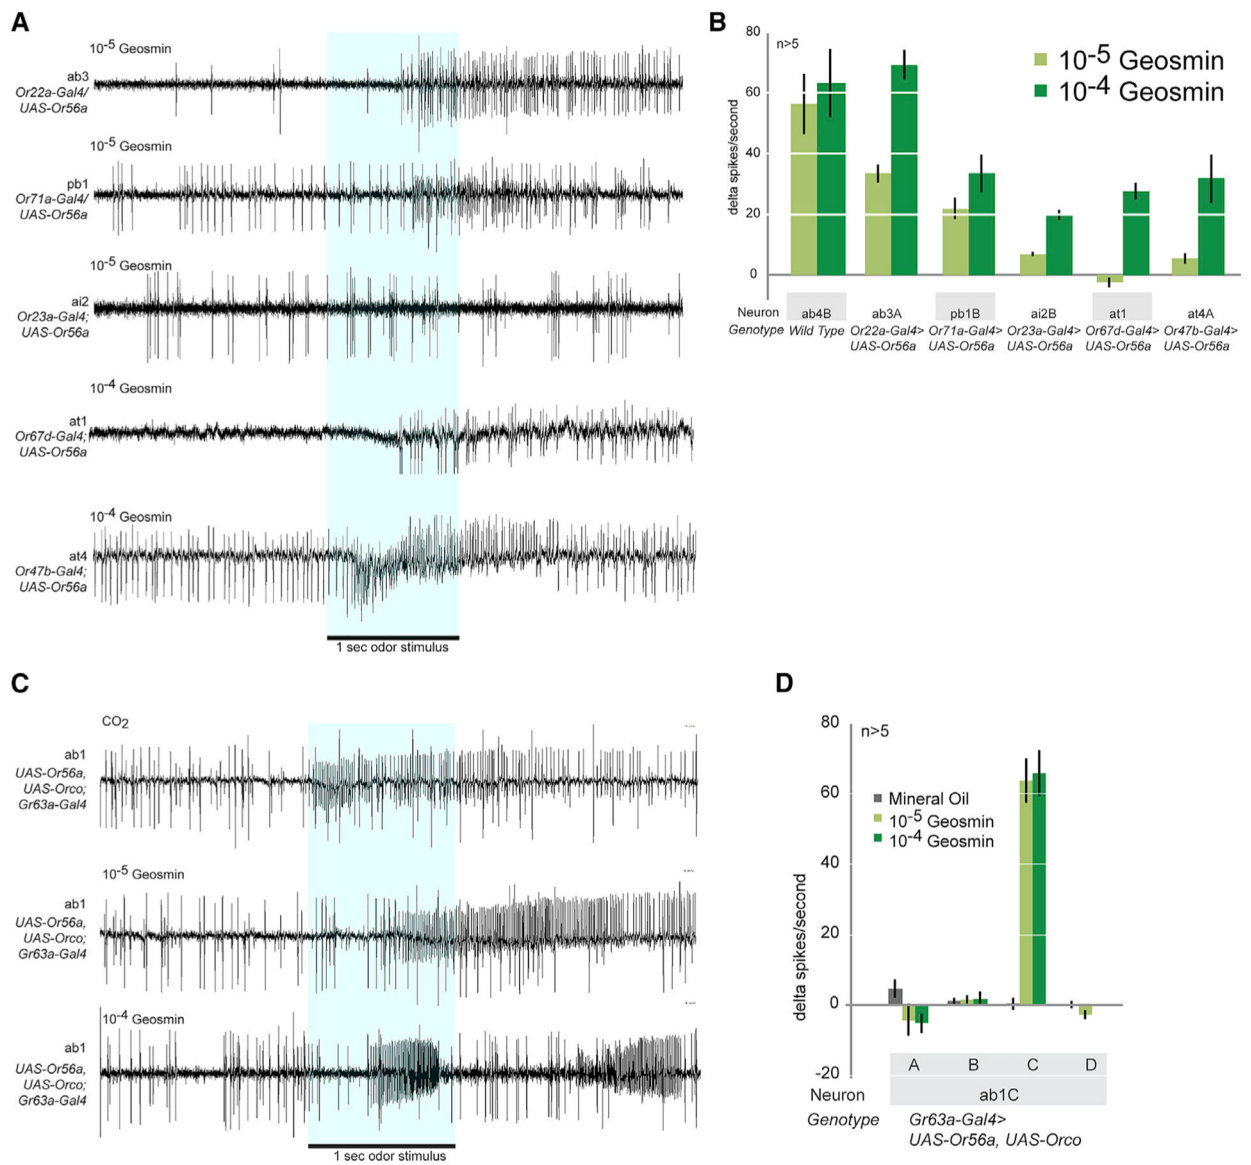 A
10-5 Geosmin
ab3
Or22a-Gal4/
UAS-Or56a
10-5 Geosmin
pb1
Or71a-Gal4/
UAS-Or56a
10-5 Geosmin
ai2
Or23a-Gal4;
UAS-Or56a
10-4 Geosmin
at1
Or67d-Gal4;
UAS-Or56a
10-4 Geosmin
at4
Or47b-Gal4;
UAS-Or56a
1 sec odor stimulus
B
80
60
40
20
0
delta spikes/second
n>5
10-5 Geosmin
10-4 Geosmin
Neuron ab4B ab3A pb1B ai2B at1 at4A
Genotype Wild Type Or22a-Gal4> Or71a-Gal4> Or23a-Gal4> Or67d-Gal4> Or47b-Gal4>
UAS-Or56a UAS-Or56a UAS-Or56a UAS-Or56a UAS-Or56a
C
CO2
ab1
UAS-Or56a,
UAS-Orco;
Gr63a-Gal4
10-5 Geosmin
ab1
UAS-Or56a,
UAS-Orco;
Gr63a-Gal4
10-4 Geosmin
ab1
UAS-Or56a,
UAS-Orco;
Gr63a-Gal4
1 sec odor stimulus
D
80
60
40
20
0
-20
delta spikes/second
n>5
Mineral Oil
10-5 Geosmin
10-4 Geosmin
A B C D
Neuron ab1C
Genotype Gr63a-Gal4>
UAS-Or56a, UAS-Orco